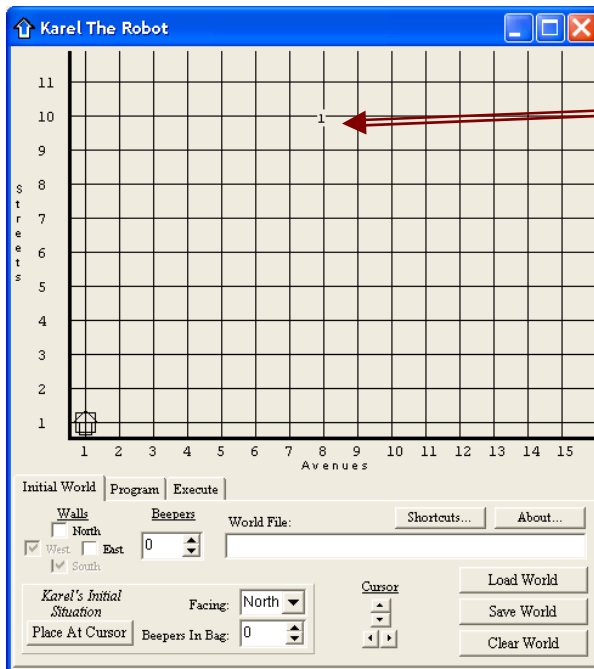 Karel The Robot
11
10
1
9
8
7
6
5
4
3
2
1
Streets
1 2 3 4 5 6 7 8 9 10 11 12 13 14 15
Avenues
Initial World Program Execute
Walls
North
West East
South
Beepers
0
World File:
Shortcuts...
About...
Karel's Initial
Situation
Place At Cursor
Facing: North
Beepers In Bag: 0
Cursor
Load World
Save World
Clear World